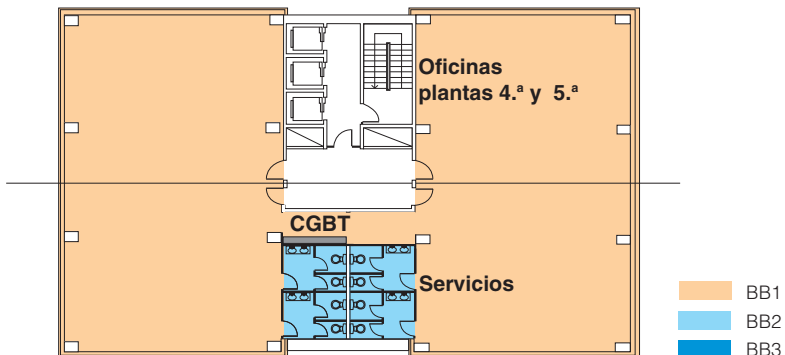 Oficinas
plantas 4.ª y 5.ª
CGBT
Servicios
BB1
BB2
BB3